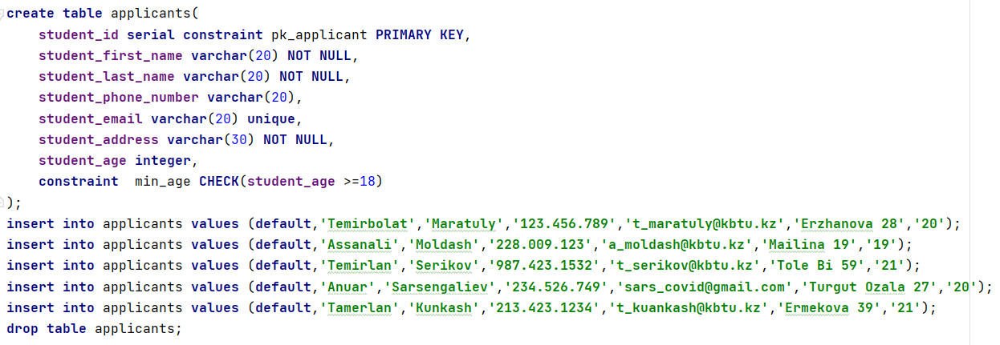 create table applicants(
    student_id serial constraint pk_applicant PRIMARY KEY,
    student_first_name varchar(20) NOT NULL,
    student_last_name varchar(20) NOT NULL,
    student_phone_number varchar(20),
    student_email varchar(20) unique,
    student_address varchar(30) NOT NULL,
    student_age integer,
    constraint  min_age CHECK(student_age >=18)
);
insert into applicants values (default,'Temirbolat','Maratuly','123.456.789','t_maratuly@kbtu.kz','Erzhanova 28','20');
insert into applicants values (default,'Assanali','Moldash','228.009.123','a_moldash@kbtu.kz','Mailina 19','19');
insert into applicants values (default,'Temirlan','Serikov','987.423.1532','t_serikov@kbtu.kz','Tole Bi 59','21');
insert into applicants values (default,'Anuar','Sarsengaliev','234.526.749','sars_covid@gmail.com','Turgut Ozala 27','20');
insert into applicants values (default,'Tamerlan','Kunkash','213.423.1234','t_kuankash@kbtu.kz','Ermekova 39','21');
drop table applicants;